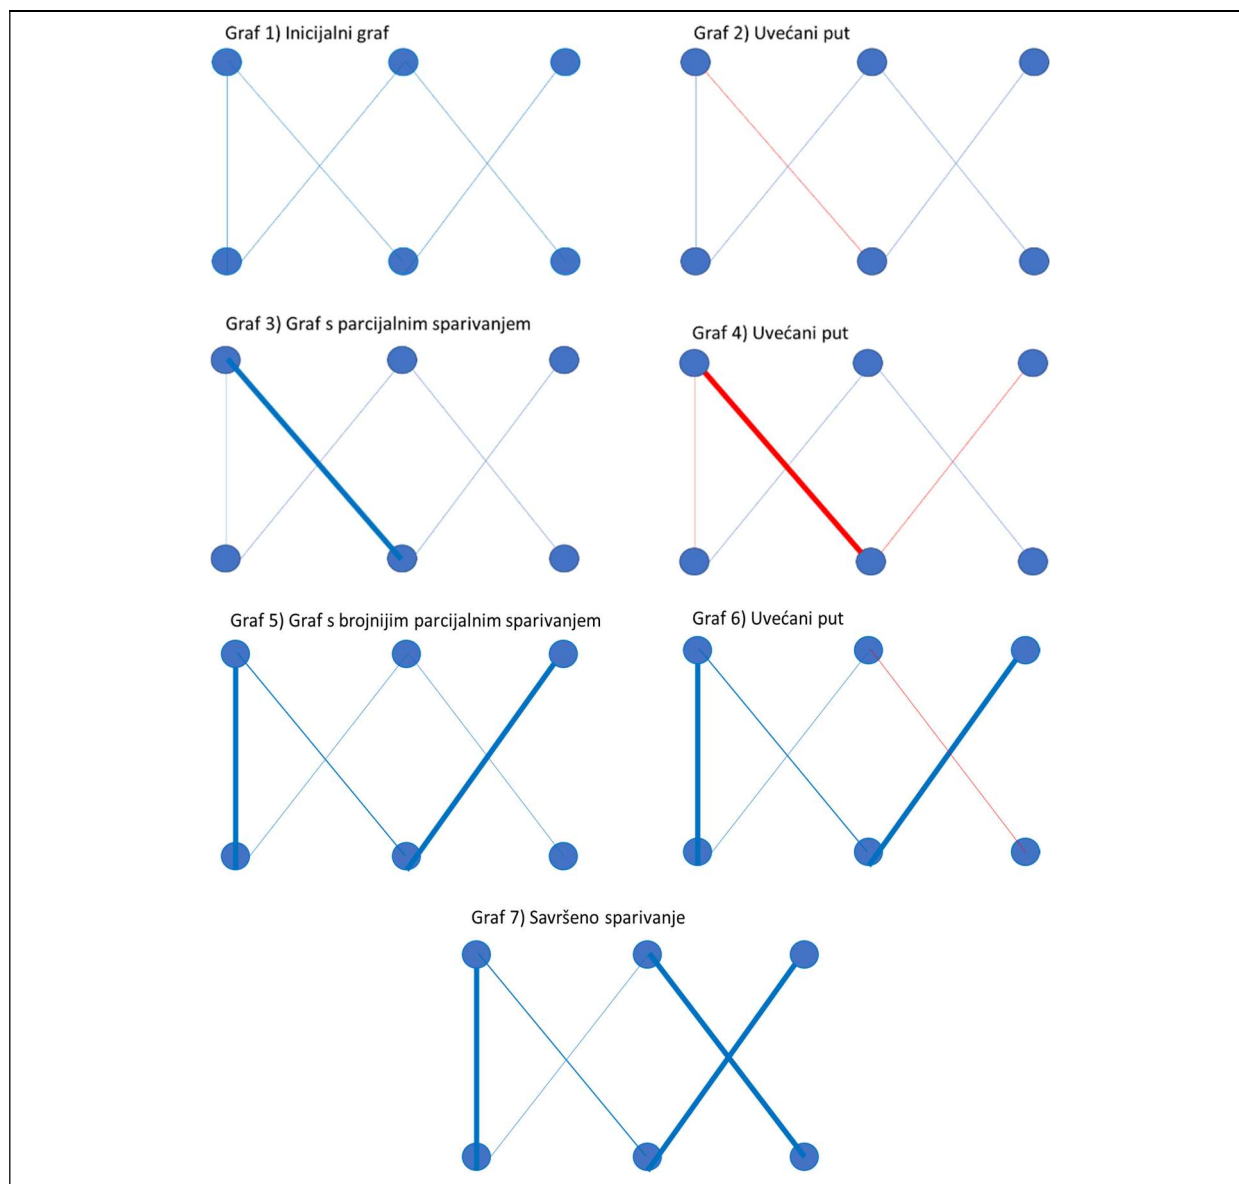 Graf 1) Inicijalni graf
Graf 2) Uvećani put
Graf 3) Graf s parcijalnim sparivanjem
Graf 4) Uvećani put
Graf 5) Graf s brojnijim parcijalnim sparivanjem
Graf 6) Uvećani put
Graf 7) Savršeno sparivanje